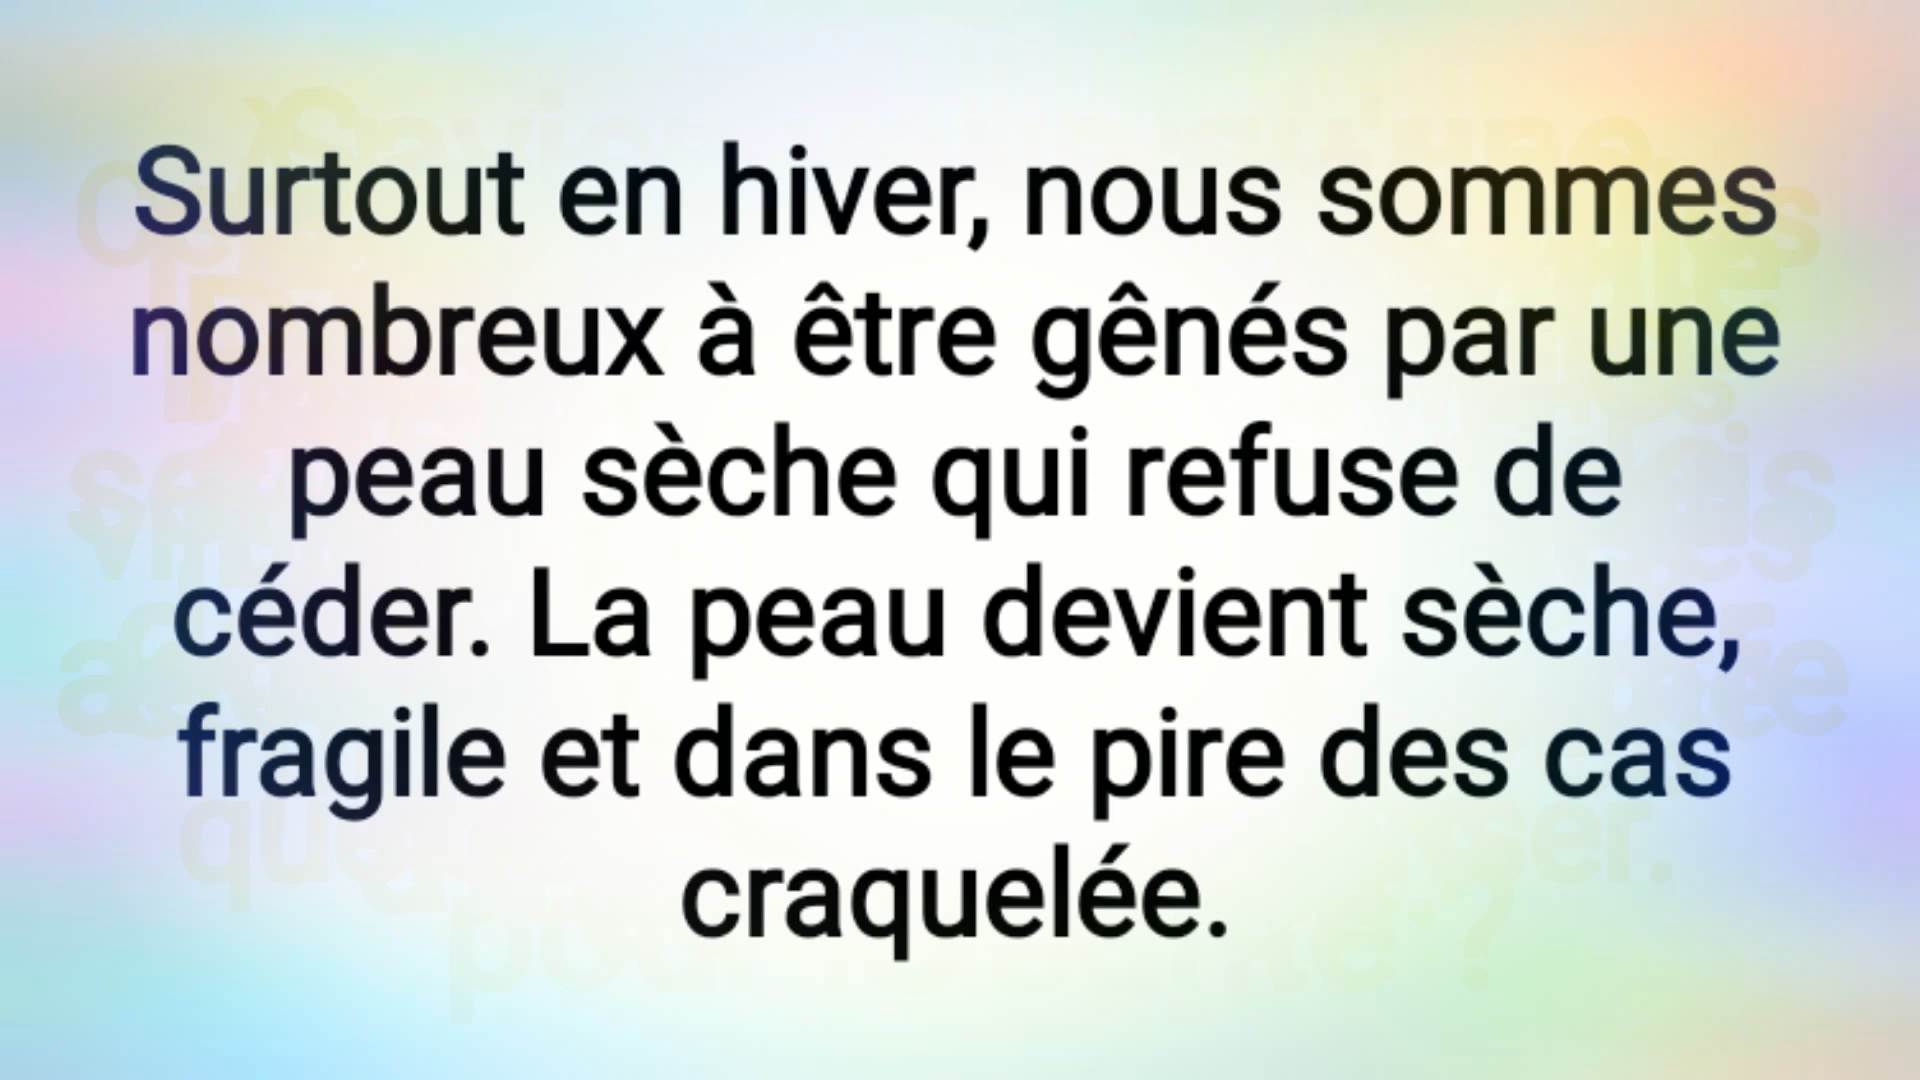 Surtout en hiver, nous sommes
nombreux à être gênés par une
peau sèche qui refuse de
céder. La peau devient sèche,
fragile et dans le pire des cas
craquelée.